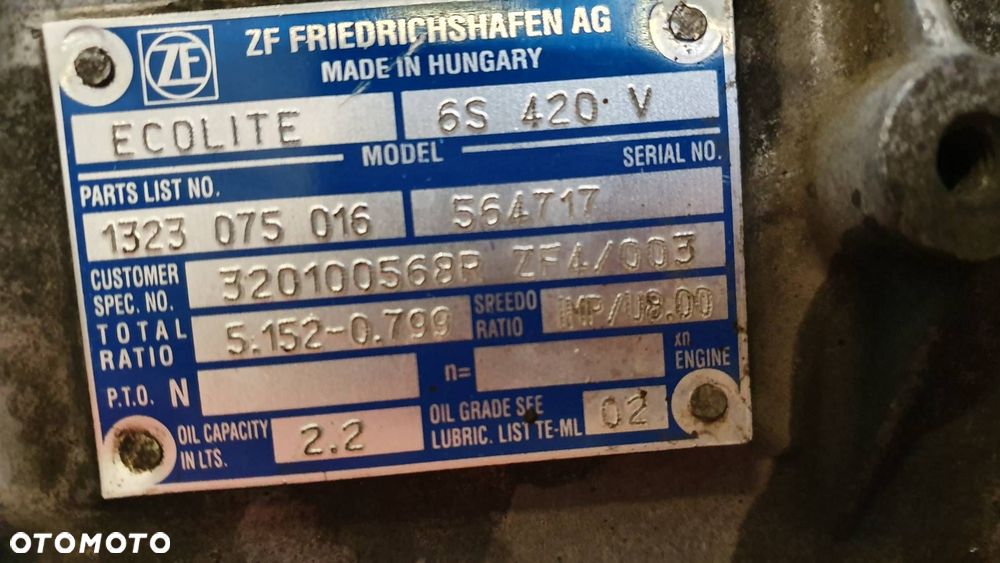 ZF
ZF FRIEDRICHSHAFEN AG
MADE IN HUNGARY
ECOLITE 6S 420 V
MODEL
PARTS LIST NO. SERIAL NO.
1323 075 016 564717
CUSTOMER SPEC. NO. 320100568R ZF4/003
TOTAL RATIO 5.152-0.799 SPEEDO RATIO IMP/U8.00
P.T.O. N n= xn ENGINE
OIL CAPACITY IN LTS. 2.2 OIL GRADE SEE LUBRIC. LIST TE-ML 02
OTOMOTO